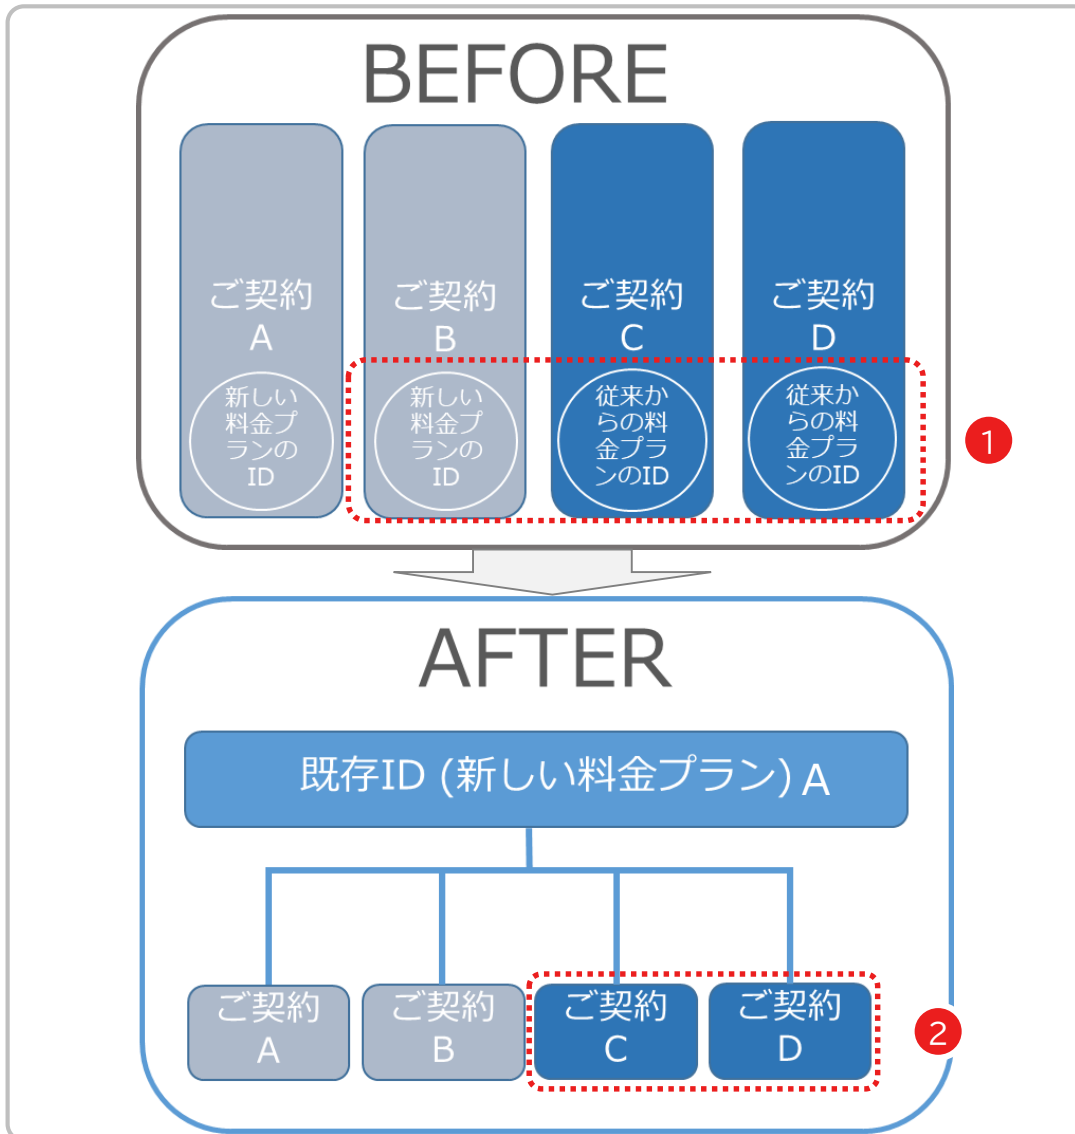 BEFORE
ご契約
A
新しい
料金プ
ランの
ID
ご契約
B
新しい
料金プ
ランの
ID
ご契約
C
従来か
らの料
金プラ
ンのID
ご契約
D
従来か
らの料
金プラ
ンのID
1
AFTER
既存ID (新しい料金プラン) A
ご契約
A
ご契約
B
ご契約
C
ご契約
D
2